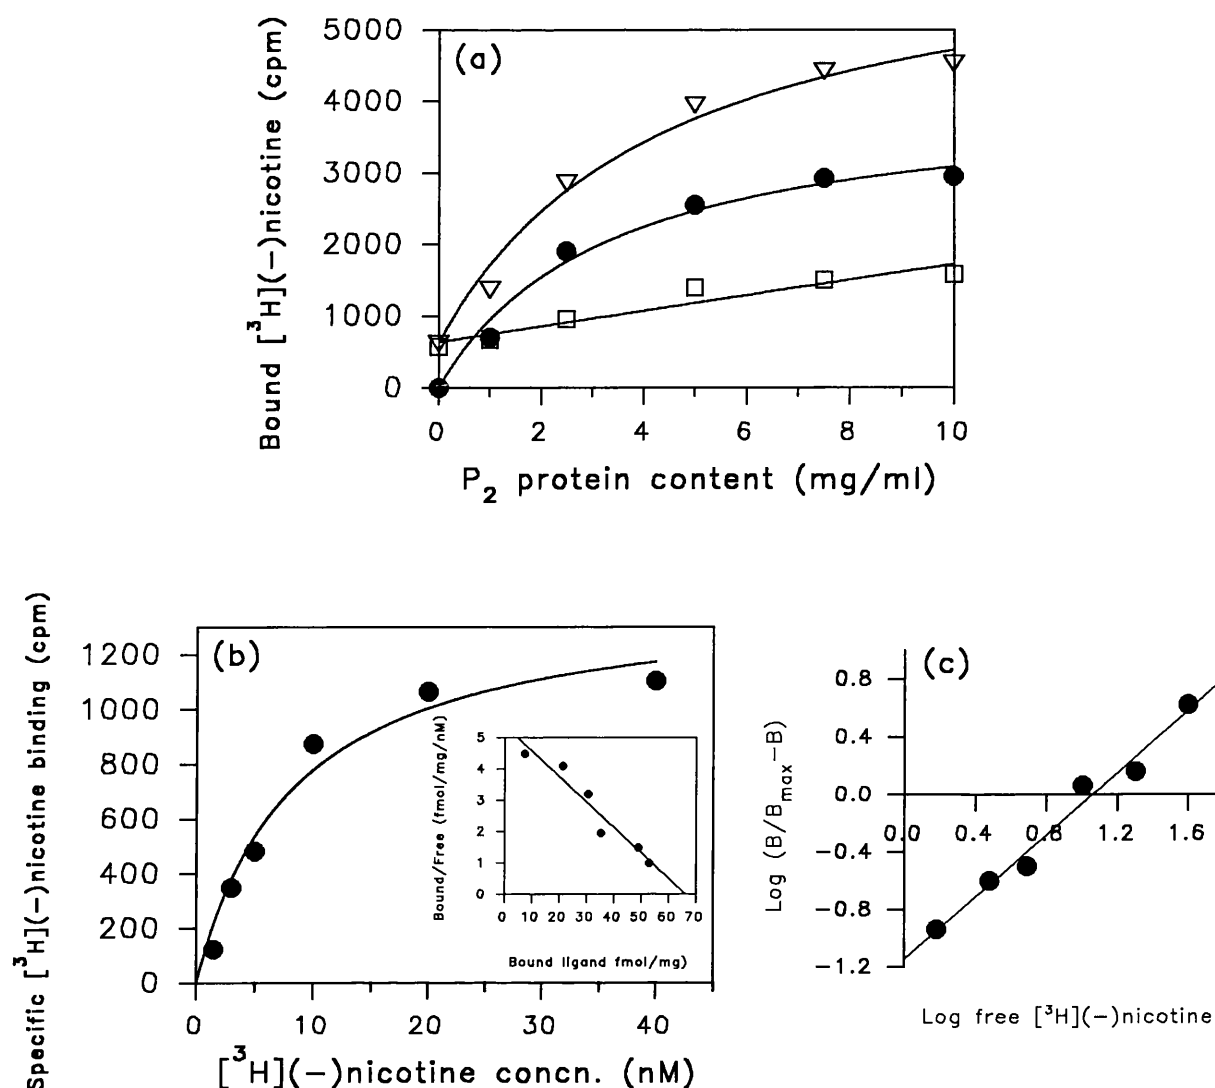 (a)
Bound [³H](−)nicotine (cpm)
5000
4000
3000
2000
1000
0
0 2 4 6 8 10
P₂ protein content (mg/ml)
(b)
Specific [³H](−)nicotine binding (cpm)
1200
1000
800
600
400
200
0
0 10 20 30 40
[³H](−)nicotine concn. (nM)
Bound/Free (fmol/mg/nM)
5
4
3
2
1
0
0 10 20 30 40 50 60 70
Bound ligand fmol/mg)
(c)
Log (B/Bmax−B)
0.8
0.4
0.0
−0.4
−0.8
−1.2
0.0 0.4 0.8 1.2 1.6
Log free [³H](−)nicotine